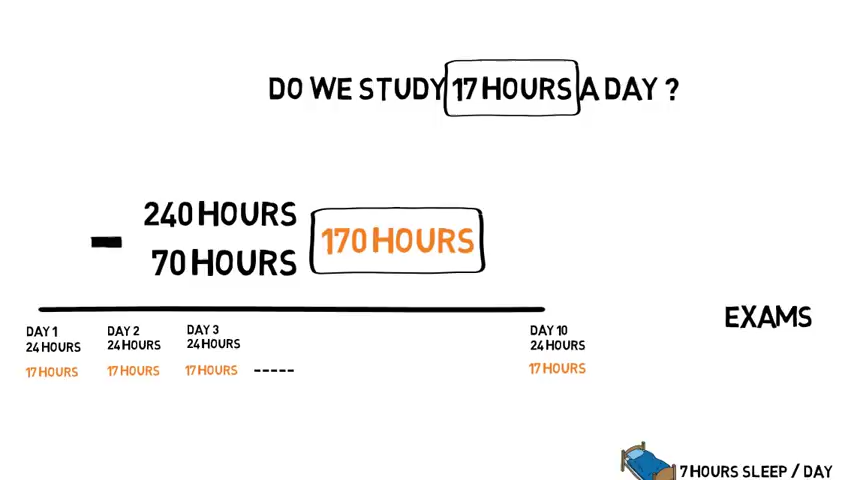 DO WE STUDY 17 HOURS A DAY ?
- 240 HOURS
70 HOURS
170 HOURS
DAY 1
24 HOURS
17 HOURS
DAY 2
24 HOURS
17 HOURS
DAY 3
24 HOURS
17 HOURS
-----
DAY 10
24 HOURS
17 HOURS
EXAMS
7 HOURS SLEEP / DAY